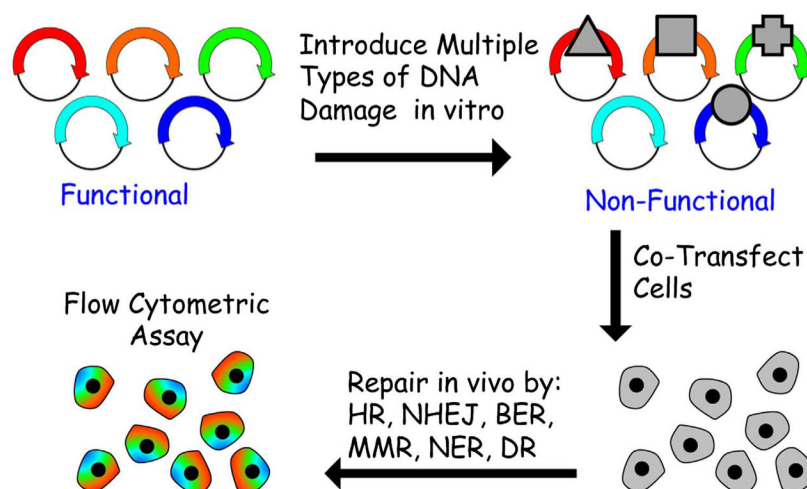 Introduce Multiple
Types of DNA
Damage in vitro
Functional
Non-Functional
Co-Transfect
Cells
Flow Cytometric
Assay
Repair in vivo by:
HR, NHEJ, BER,
MMR, NER, DR